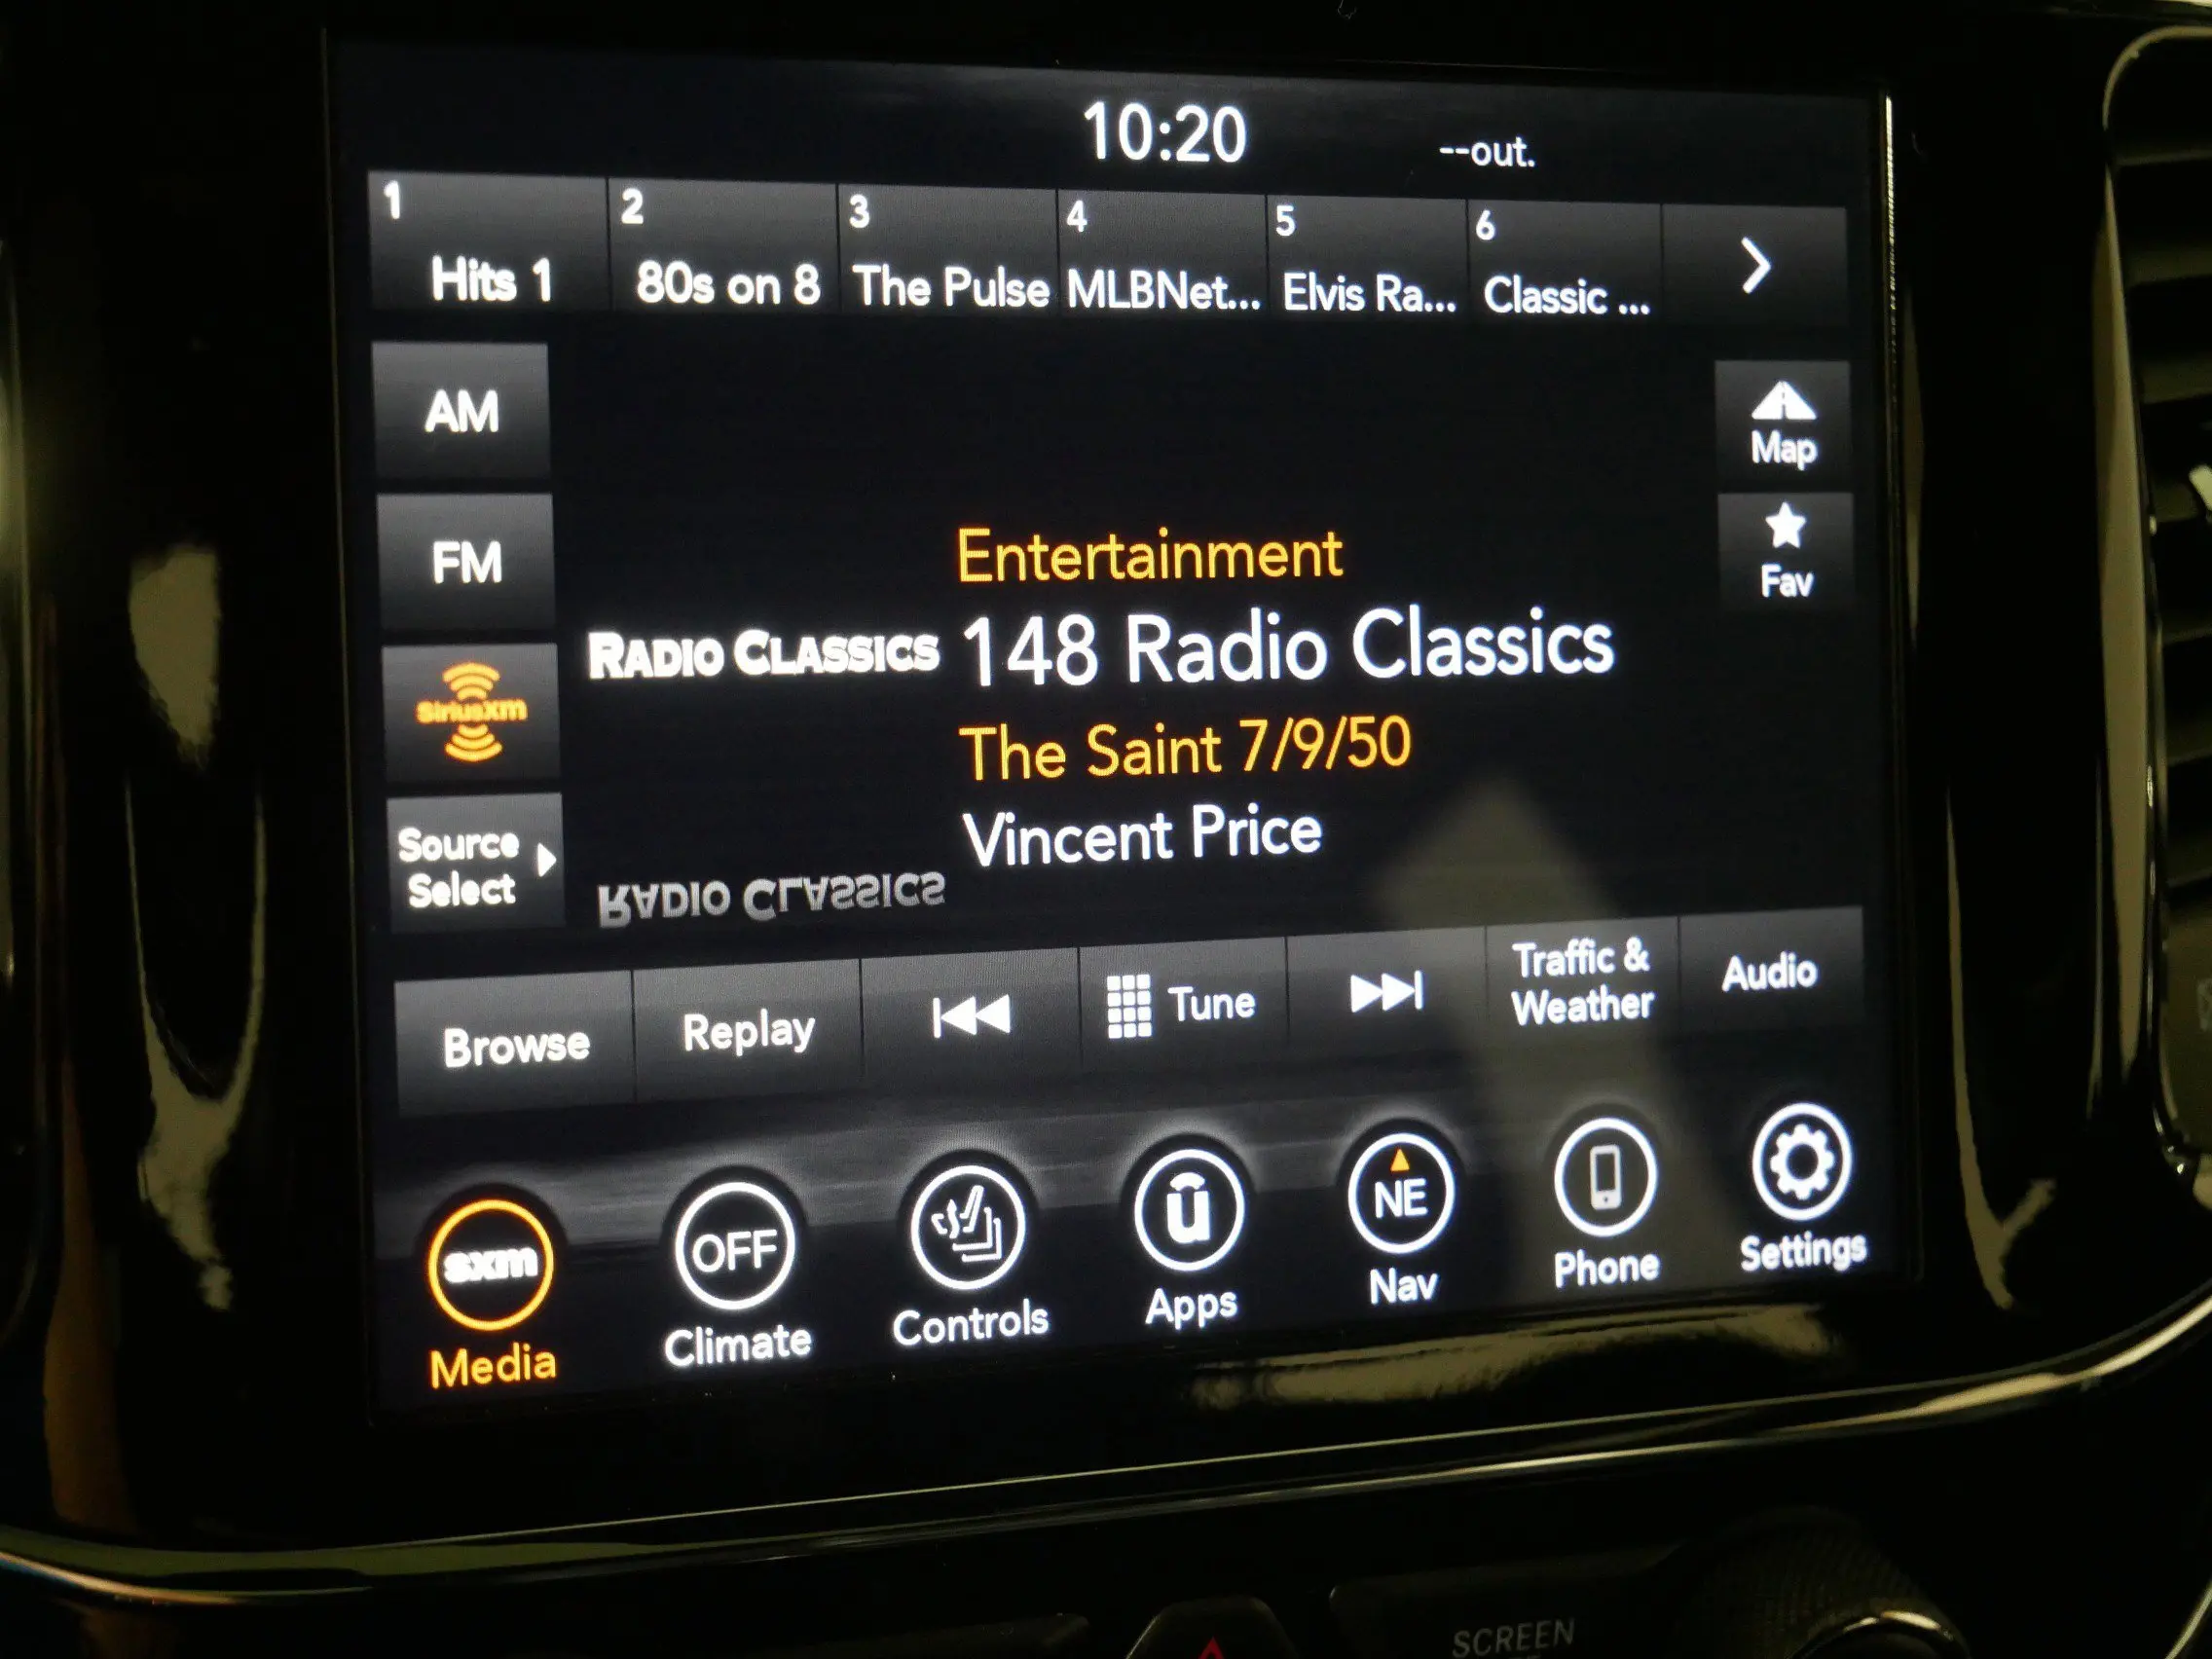 10:20
--out.
1
Hits 1
2
80s on 8
3
The Pulse
4
MLBNet...
5
Elvis Ra...
6
Classic ...
AM
FM
SiriusXm
Source
Select
Map
Fav
Entertainment
RADIO CLASSICS
148 Radio Classics
The Saint 7/9/50
Vincent Price
RADIO CLASSICS
Browse
Replay
Tune
Traffic &
Weather
Audio
sxm
Media
OFF
Climate
Controls
u
Apps
NE
Nav
Phone
Settings
SCREEN